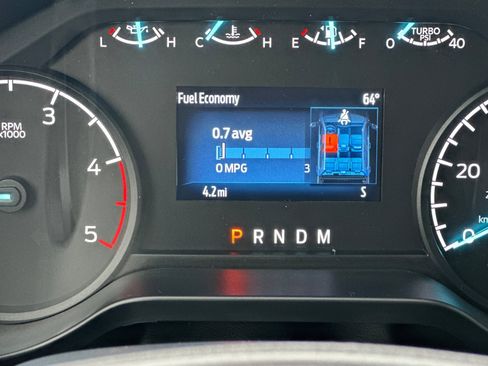 L H C H E F 0 TURBO 40
PSI
Fuel Economy 64°
0.7 avg
0 MPG 3
4.2 mi S
P R N D M
3
4
5
RPM
x1000
20
0